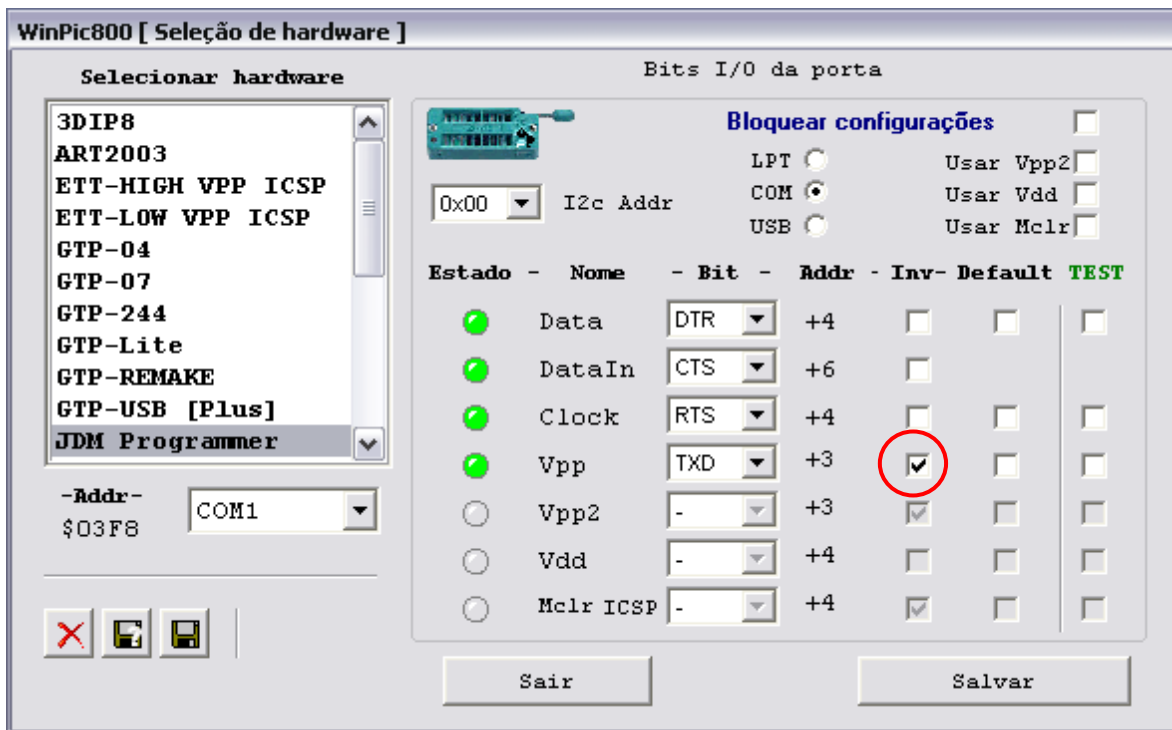 WinPic800 [ Seleção de hardware ]
Selecionar hardware
3DIP8
ART2003
ETT-HIGH VPP ICSP
ETT-LOW VPP ICSP
GTP-04
GTP-07
GTP-244
GTP-Lite
GTP-REMAKE
GTP-USB [Plus]
JDM Programmer
-Addr-
$03F8
COM1
Bits I/O da porta
Bloquear configurações
LPT Usar Vpp2
0x00 I2c Addr COM Usar Vdd
USB Usar Mclr
Estado - Nome - Bit - Addr - Inv- Default TEST
Data DTR +4
DataIn CTS +6
Clock RTS +4
Vpp TXD +3
Vpp2 - +3
Vdd - +4
Mclr ICSP - +4
Sair Salvar